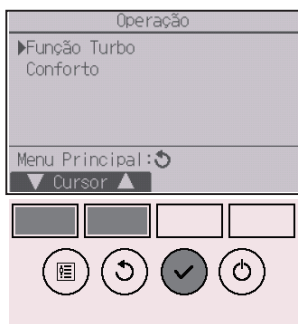 Operação
▶Função Turbo
Conforto
Menu Principal:↺
▼ Cursor ▲